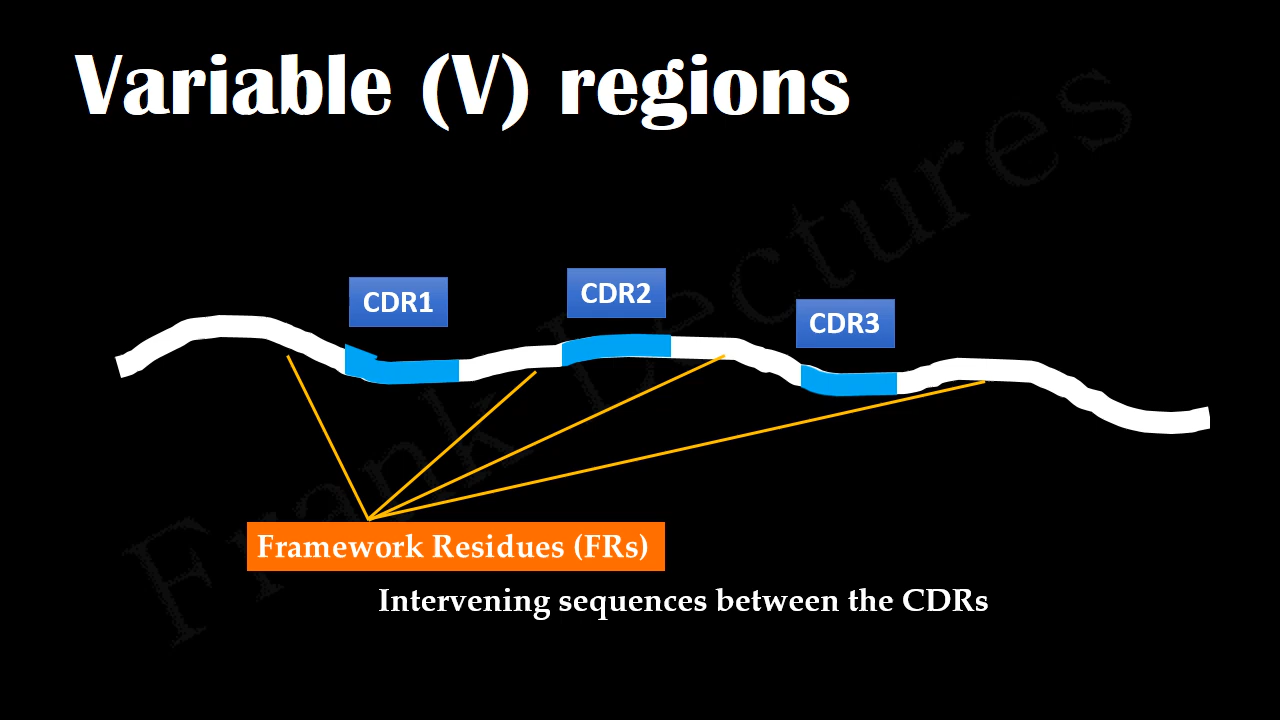 Variable (V) regions
CDR1
CDR2
CDR3
Framework Residues (FRs)
Intervening sequences between the CDRs
Frank Lectures